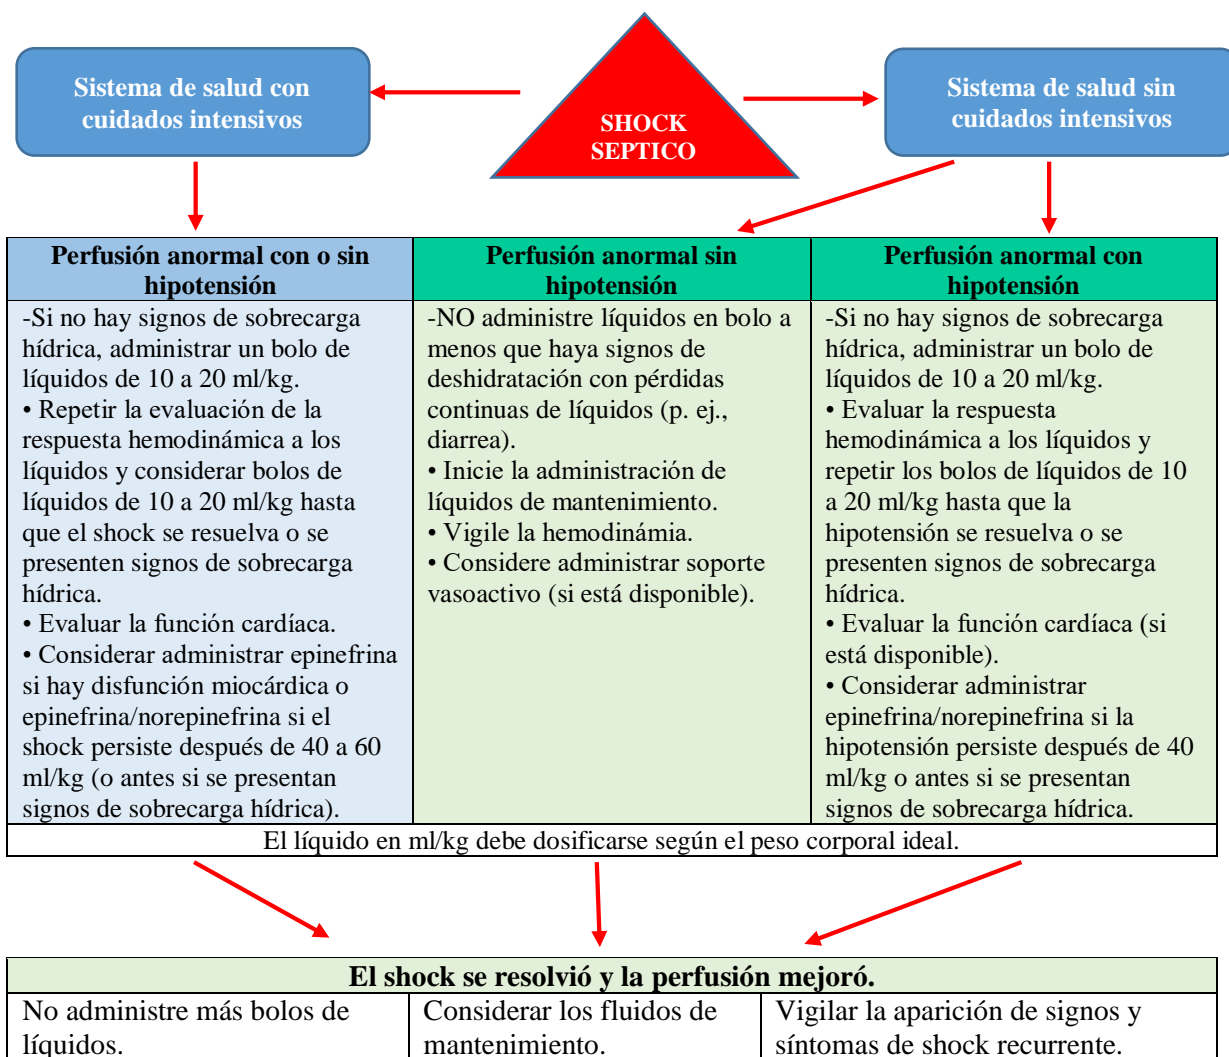 Sistema de salud con
cuidados intensivos
SHOCK
SEPTICO
Sistema de salud sin
cuidados intensivos
Perfusión anormal con o sin
hipotensión
-Si no hay signos de sobrecarga
hídrica, administrar un bolo de
líquidos de 10 a 20 ml/kg.
• Repetir la evaluación de la
respuesta hemodinámica a los
líquidos y considerar bolos de
líquidos de 10 a 20 ml/kg hasta
que el shock se resuelva o se
presenten signos de sobrecarga
hídrica.
• Evaluar la función cardíaca.
• Considerar administrar epinefrina
si hay disfunción miocárdica o
epinefrina/norepinefrina si el
shock persiste después de 40 a 60
ml/kg (o antes si se presentan
signos de sobrecarga hídrica).
Perfusión anormal sin
hipotensión
-NO administre líquidos en bolo a
menos que haya signos de
deshidratación con pérdidas
continuas de líquidos (p. ej.,
diarrea).
• Inicie la administración de
líquidos de mantenimiento.
• Vigile la hemodinámia.
• Considere administrar soporte
vasoactivo (si está disponible).
Perfusión anormal con
hipotensión
-Si no hay signos de sobrecarga
hídrica, administrar un bolo de
líquidos de 10 a 20 ml/kg.
• Evaluar la respuesta
hemodinámica a los líquidos y
repetir los bolos de líquidos de 10
a 20 ml/kg hasta que la
hipotensión se resuelva o se
presenten signos de sobrecarga
hídrica.
• Evaluar la función cardíaca (si
está disponible).
• Considerar administrar
epinefrina/norepinefrina si la
hipotensión persiste después de 40
ml/kg o antes si se presentan
signos de sobrecarga hídrica.
El líquido en ml/kg debe dosificarse según el peso corporal ideal.
El shock se resolvió y la perfusión mejoró.
No administre más bolos de
líquidos.
Considerar los fluidos de
mantenimiento.
Vigilar la aparición de signos y
síntomas de shock recurrente.